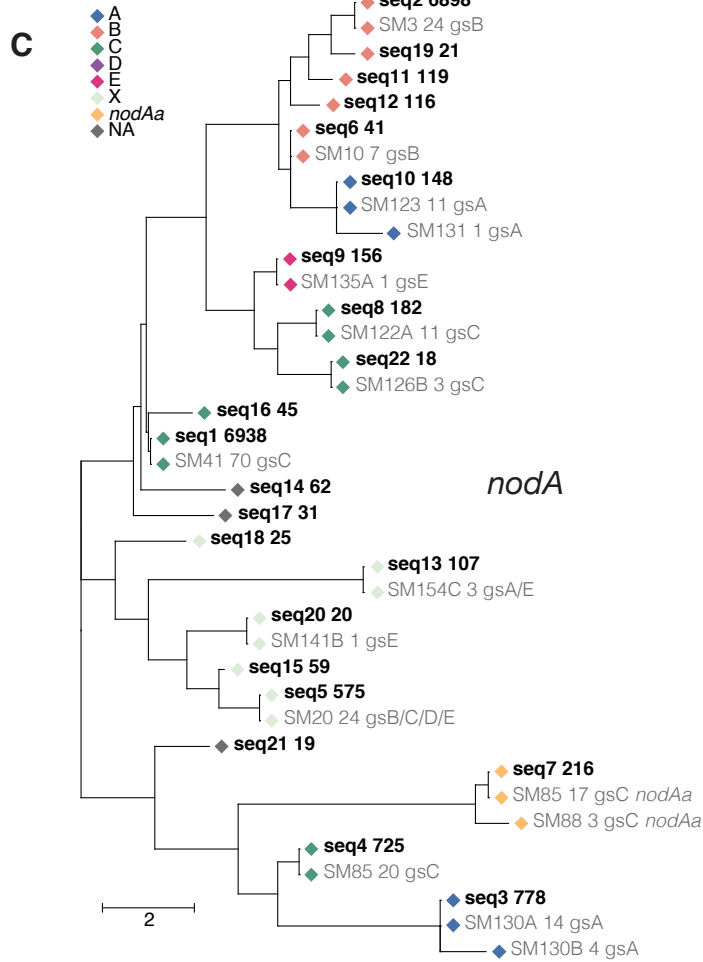 C
A
B
C
D
E
X
nodAa
NA
seq2 6898
SM3 24 gsB
seq19 21
seq11 119
seq12 116
seq6 41
SM10 7 gsB
seq10 148
SM123 11 gsA
SM131 1 gsA
seq9 156
SM135A 1 gsE
seq8 182
SM122A 11 gsC
seq22 18
SM126B 3 gsC
seq16 45
seq1 6938
SM41 70 gsC
seq14 62
nodA
seq17 31
seq18 25
seq13 107
SM154C 3 gsA/E
seq20 20
SM141B 1 gsE
seq15 59
seq5 575
SM20 24 gsB/C/D/E
seq21 19
seq7 216
SM85 17 gsC nodAa
SM88 3 gsC nodAa
seq4 725
SM85 20 gsC
seq3 778
2
SM130A 14 gsA
SM130B 4 gsA